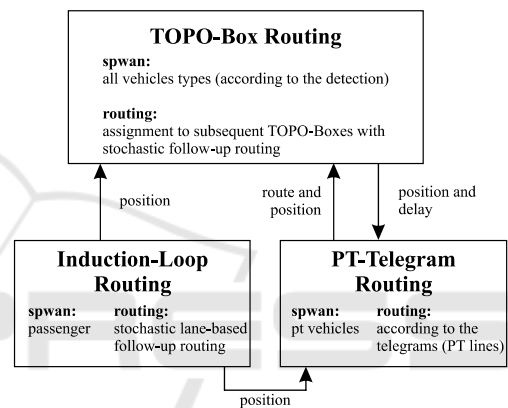 TOPO-Box Routing
spwan:
all vehicles types (according to the detection)
routing:
assignment to subsequent TOPO-Boxes with
stochastic follow-up routing
position
route and
position
position and
delay
Induction-Loop
Routing
spwan:
passenger
routing:
stochastic lane-based
follow-up routing
PT-Telegram
Routing
spwan:
pt vehicles
routing:
according to the
telegrams (PT lines)
position